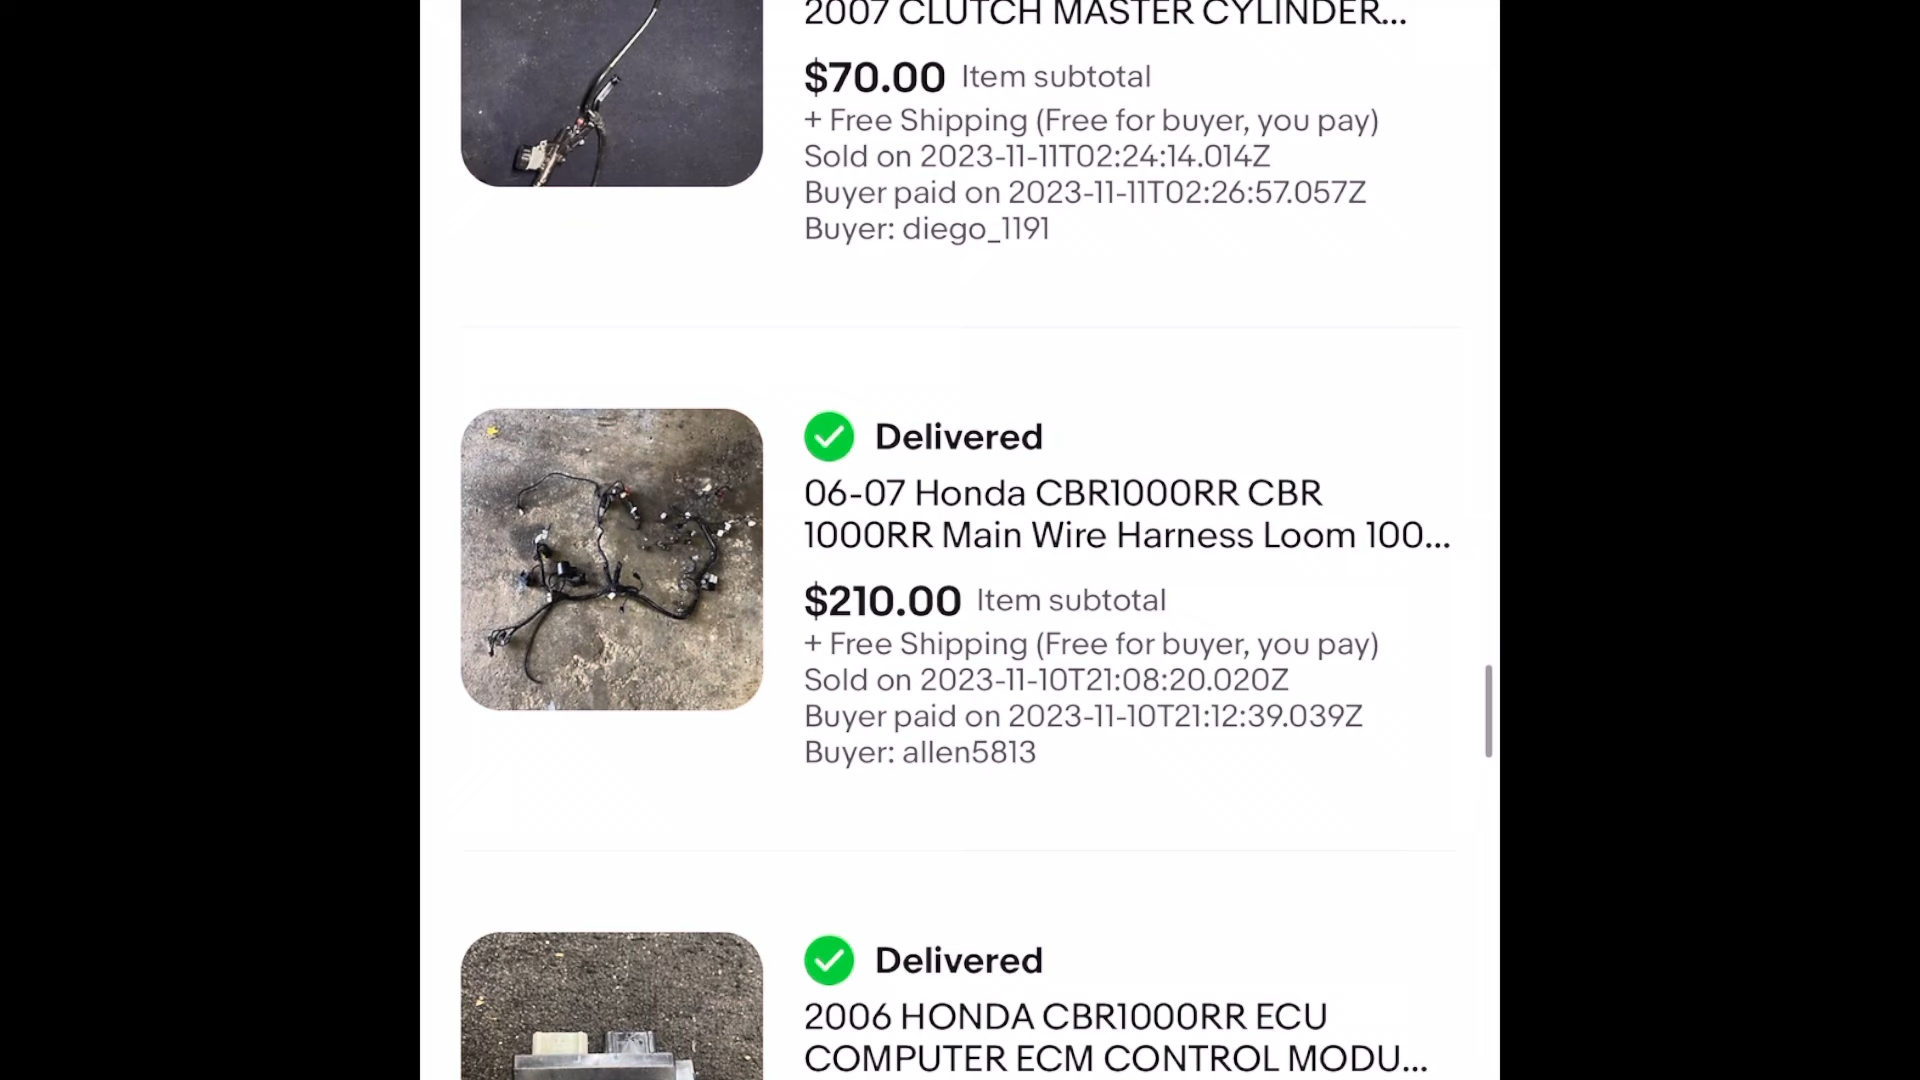 2007 CLUTCH MASTER CYLINDER...
$70.00 Item subtotal
+ Free Shipping (Free for buyer, you pay)
Sold on 2023-11-11T02:24:14.014Z
Buyer paid on 2023-11-11T02:26:57.057Z
Buyer: diego_1191
Delivered
06-07 Honda CBR1000RR CBR
1000RR Main Wire Harness Loom 100...
$210.00 Item subtotal
+ Free Shipping (Free for buyer, you pay)
Sold on 2023-11-10T21:08:20.020Z
Buyer paid on 2023-11-10T21:12:39.039Z
Buyer: allen5813
Delivered
2006 HONDA CBR1000RR ECU
COMPUTER ECM CONTROL MODU...